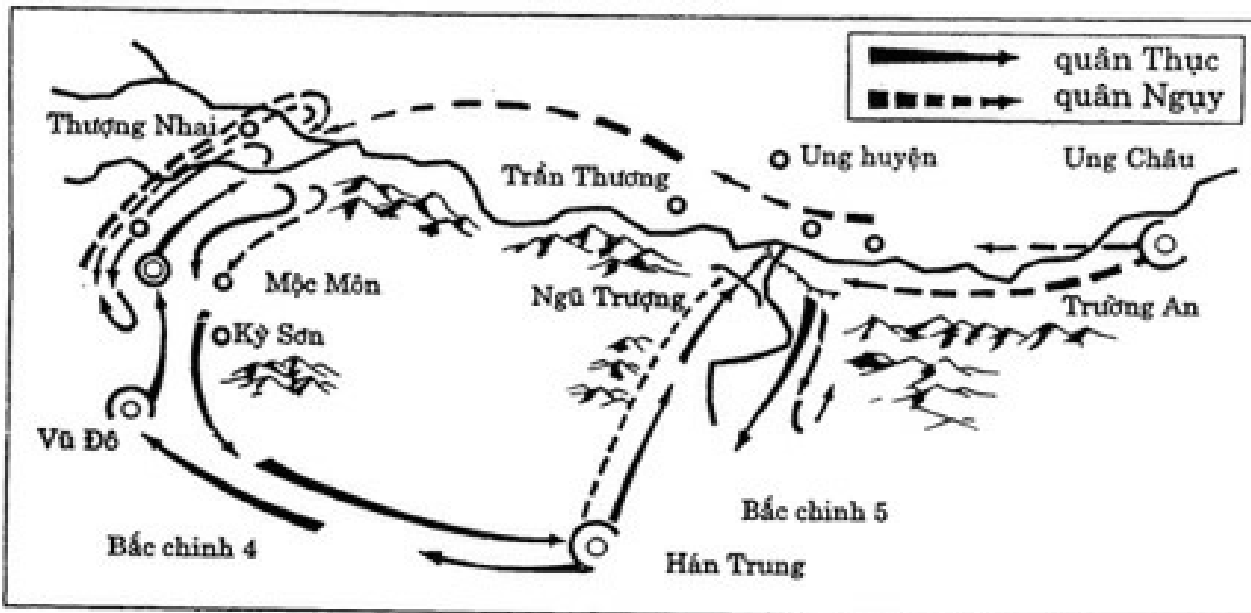 quân Thục
quân Ngụy
Thượng Nhai
Trần Thương
Ung huyện
Ung Châu
Mộc Môn
Ngũ Trượng
Trường An
Kỳ Sơn
Vũ Đô
Bắc chinh 5
Bắc chinh 4
Hán Trung